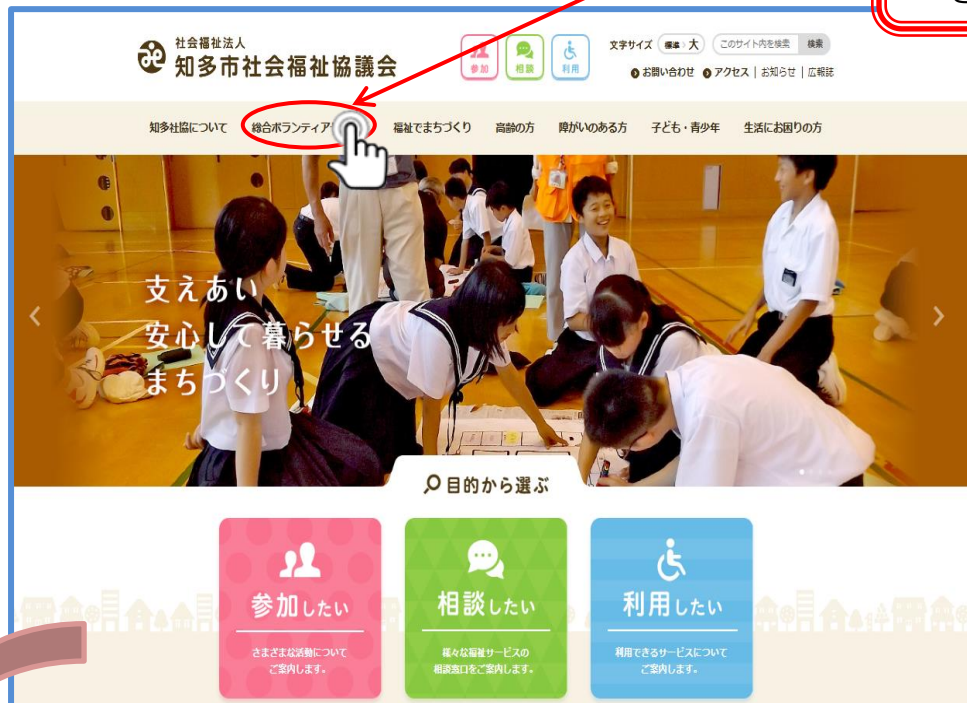 社会福祉法人
知多市社会福祉協議会
参加
相談
利用
文字サイズ 標準 大
このサイト内を検索 検索
お問い合わせ アクセス | お知らせ | 広報誌
知多社協について 総合ボランティア 福祉でまちづくり 高齢の方 障がいのある方 子ども・青少年 生活にお困りの方
支えあい
安心して暮らせる
まちづくり
目的から選ぶ
参加したい
さまざまな活動について
ご案内します。
相談したい
様々な福祉サービスの
相談窓口をご案内します。
利用したい
利用できるサービスについて
ご案内します。